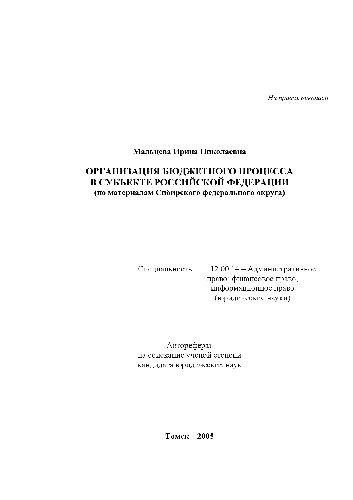 На правах рукописи
Мальцева Ирина Николаевна
ОРГАНИЗАЦИЯ БЮДЖЕТНОГО ПРОЦЕССА
В СУБЪЕКТЕ РОССИЙСКОЙ ФЕДЕРАЦИИ
(по материалам Сибирского федерального округа)
Специальность 12.00.14 – Административное
право, финансовое право,
информационное право
(юридические науки)
Автореферат
на соискание ученой степени
кандидата юридических наук
Томск – 2005